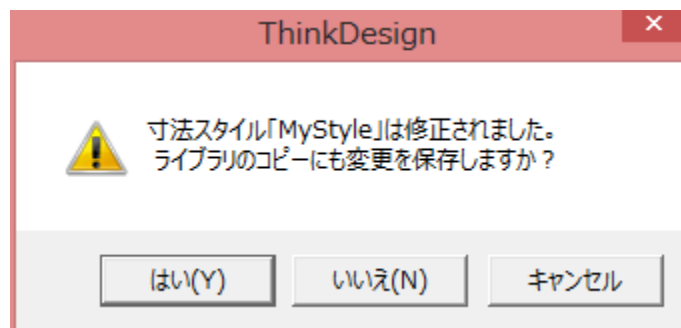 ThinkDesign
×
寸法スタイル「MyStyle」は修正されました。
ライブラリのコピーにも変更を保存しますか？
はい(Y) いいえ(N) キャンセル